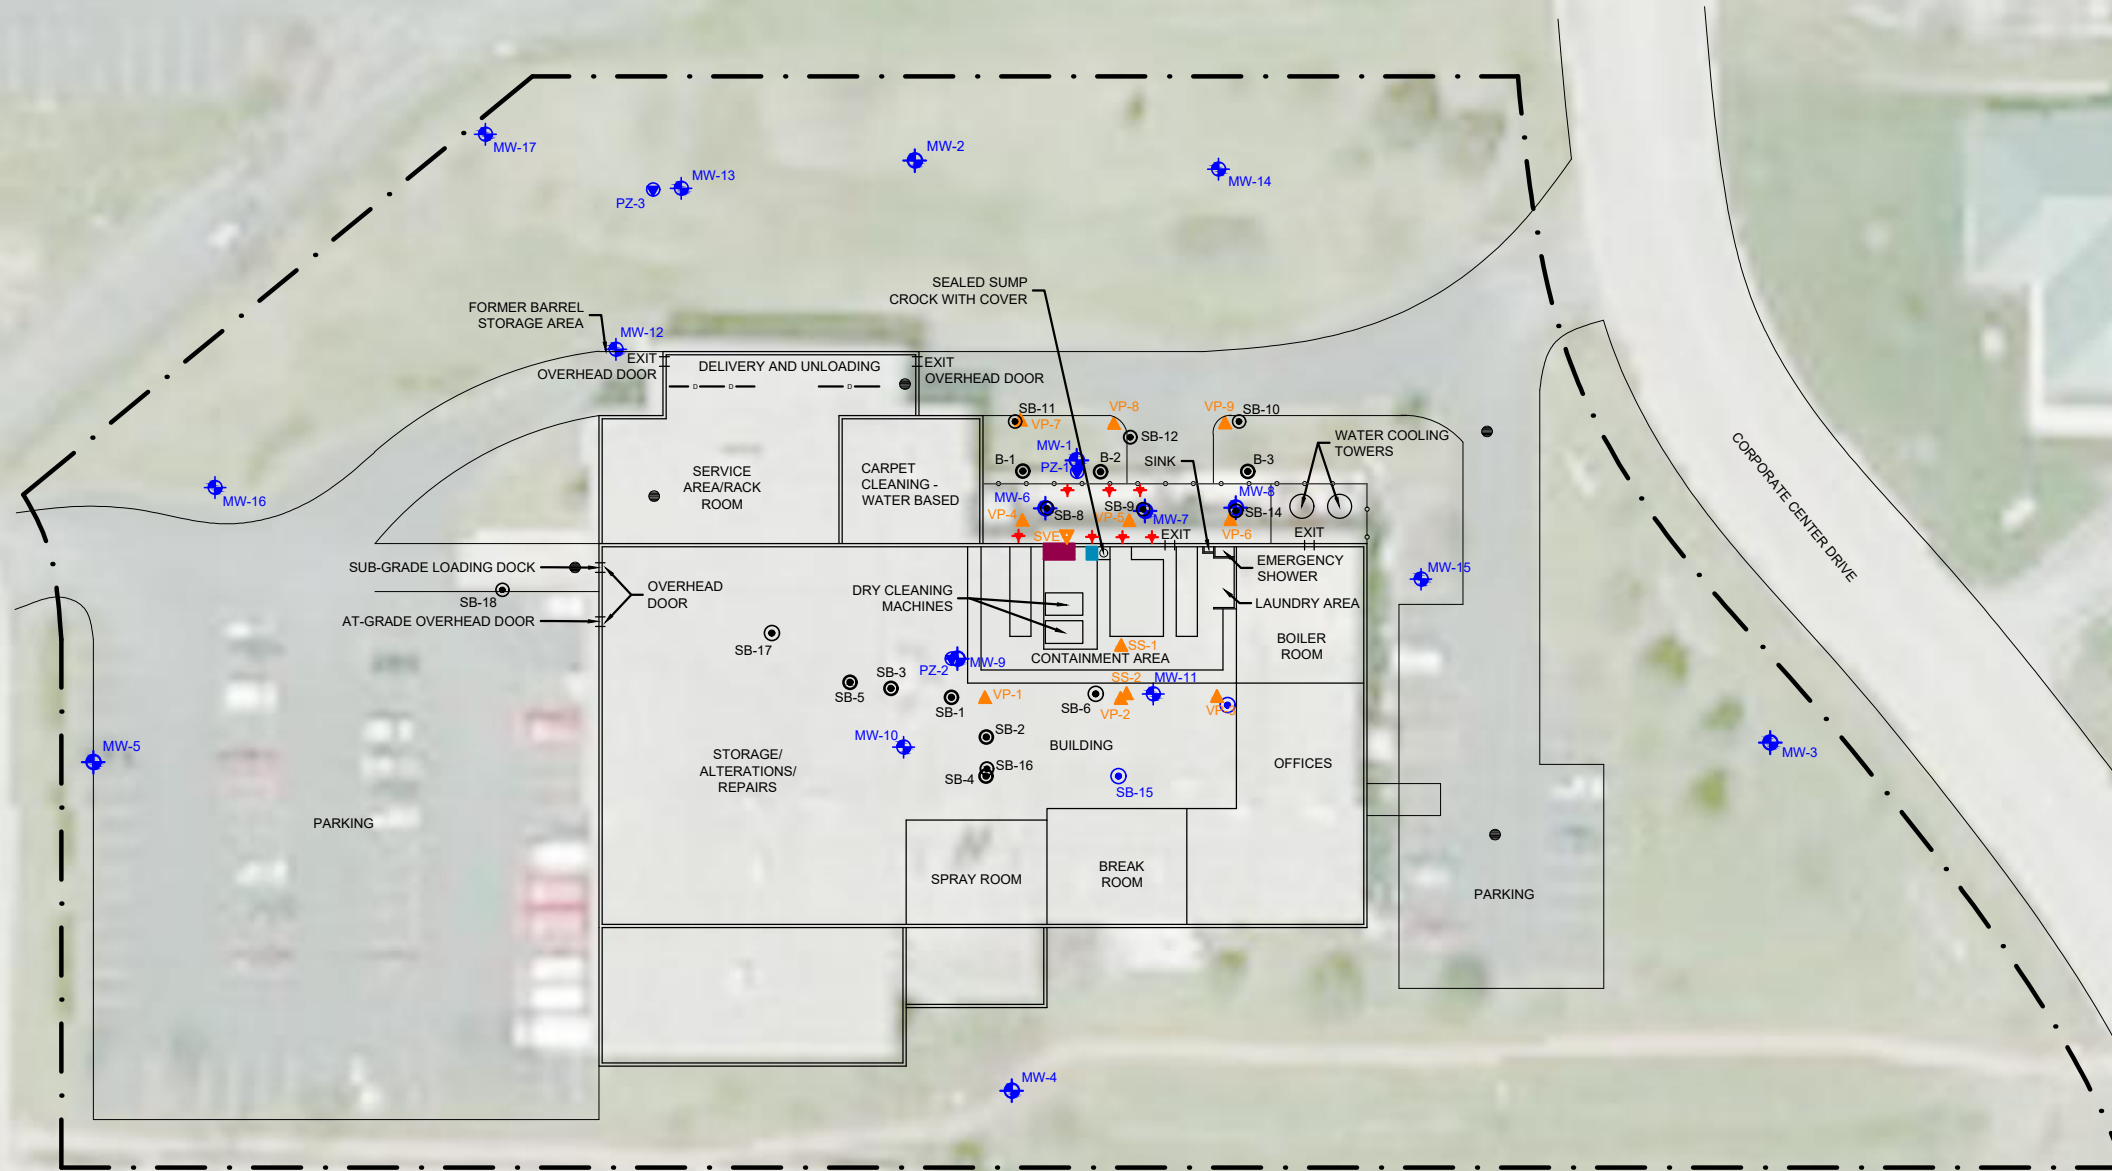 MW-17
MW-2
MW-13
MW-14
PZ-3
SEALED SUMP
CROCK WITH COVER
FORMER BARREL
STORAGE AREA
MW-12
EXIT
OVERHEAD DOOR
DELIVERY AND UNLOADING
EXIT
OVERHEAD DOOR
D
D
D
SB-11
VP-7
VP-8
VP-9
SB-10
SB-12
MW-1
PZ-1
B-1
B-2
SINK
B-3
WATER COOLING
TOWERS
CORPORATE CENTER DRIVE
SERVICE
AREA/RACK
ROOM
CARPET
CLEANING -
WATER BASED
MW-16
MW-6
SB-8
VP-4
SB-9
VP-5
MW-7
MW-8
SB-14
VP-6
SVE
EXIT
EXIT
SUB-GRADE LOADING DOCK
SB-18
AT-GRADE OVERHEAD DOOR
OVERHEAD
DOOR
DRY CLEANING
MACHINES
EMERGENCY
SHOWER
LAUNDRY AREA
MW-15
SB-17
SS-1
CONTAINMENT AREA
BOILER
ROOM
PZ-2
MW-9
SB-3
SB-5
SB-1
VP-1
SS-2
MW-11
SB-6
VP-2
MW-10
SB-2
BUILDING
SB-16
SB-4
SB-15
STORAGE/
ALTERATIONS/
REPAIRS
OFFICES
MW-5
MW-3
PARKING
SPRAY ROOM
BREAK
ROOM
PARKING
MW-4